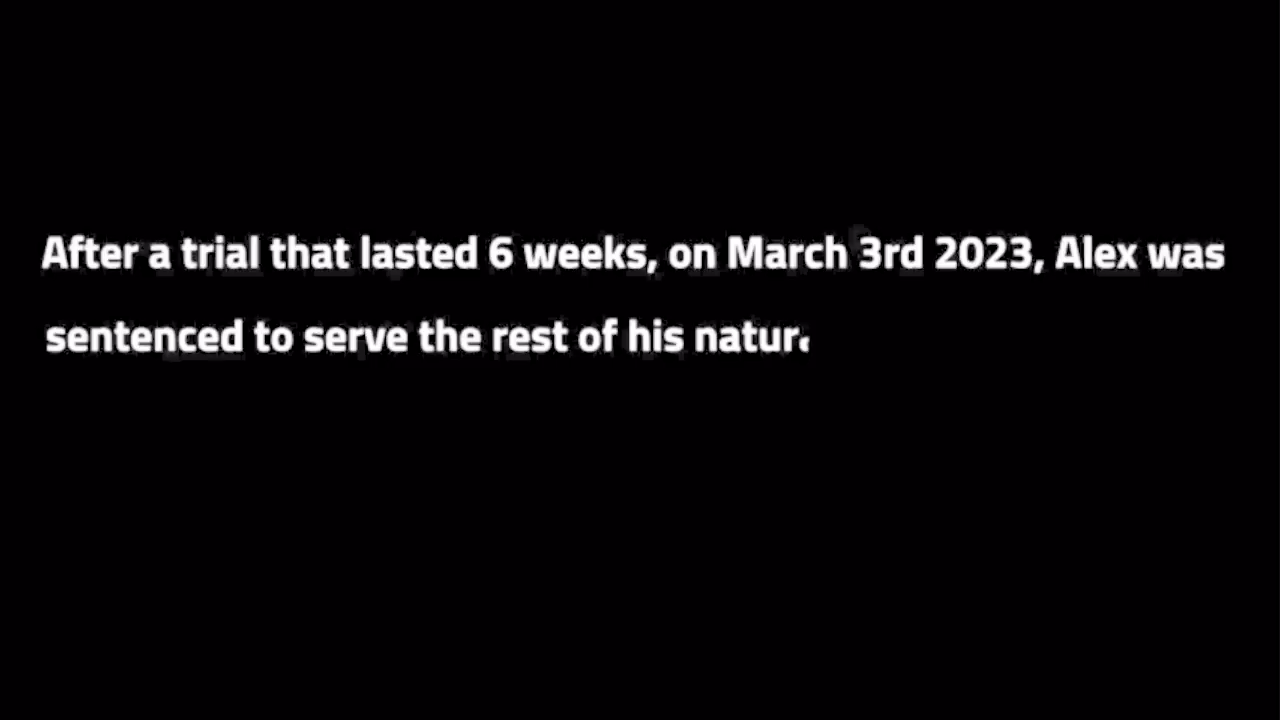 After a trial that lasted 6 weeks, on March 3rd 2023, Alex was
sentenced to serve the rest of his natur